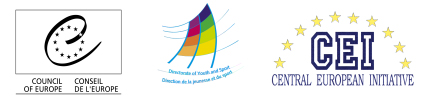 COUNCIL CONSEIL
OF EUROPE DE L'EUROPE
Directorate of Youth and Sport
Direction de la jeunesse et du sport
CEI
CENTRAL EUROPEAN INITIATIVE